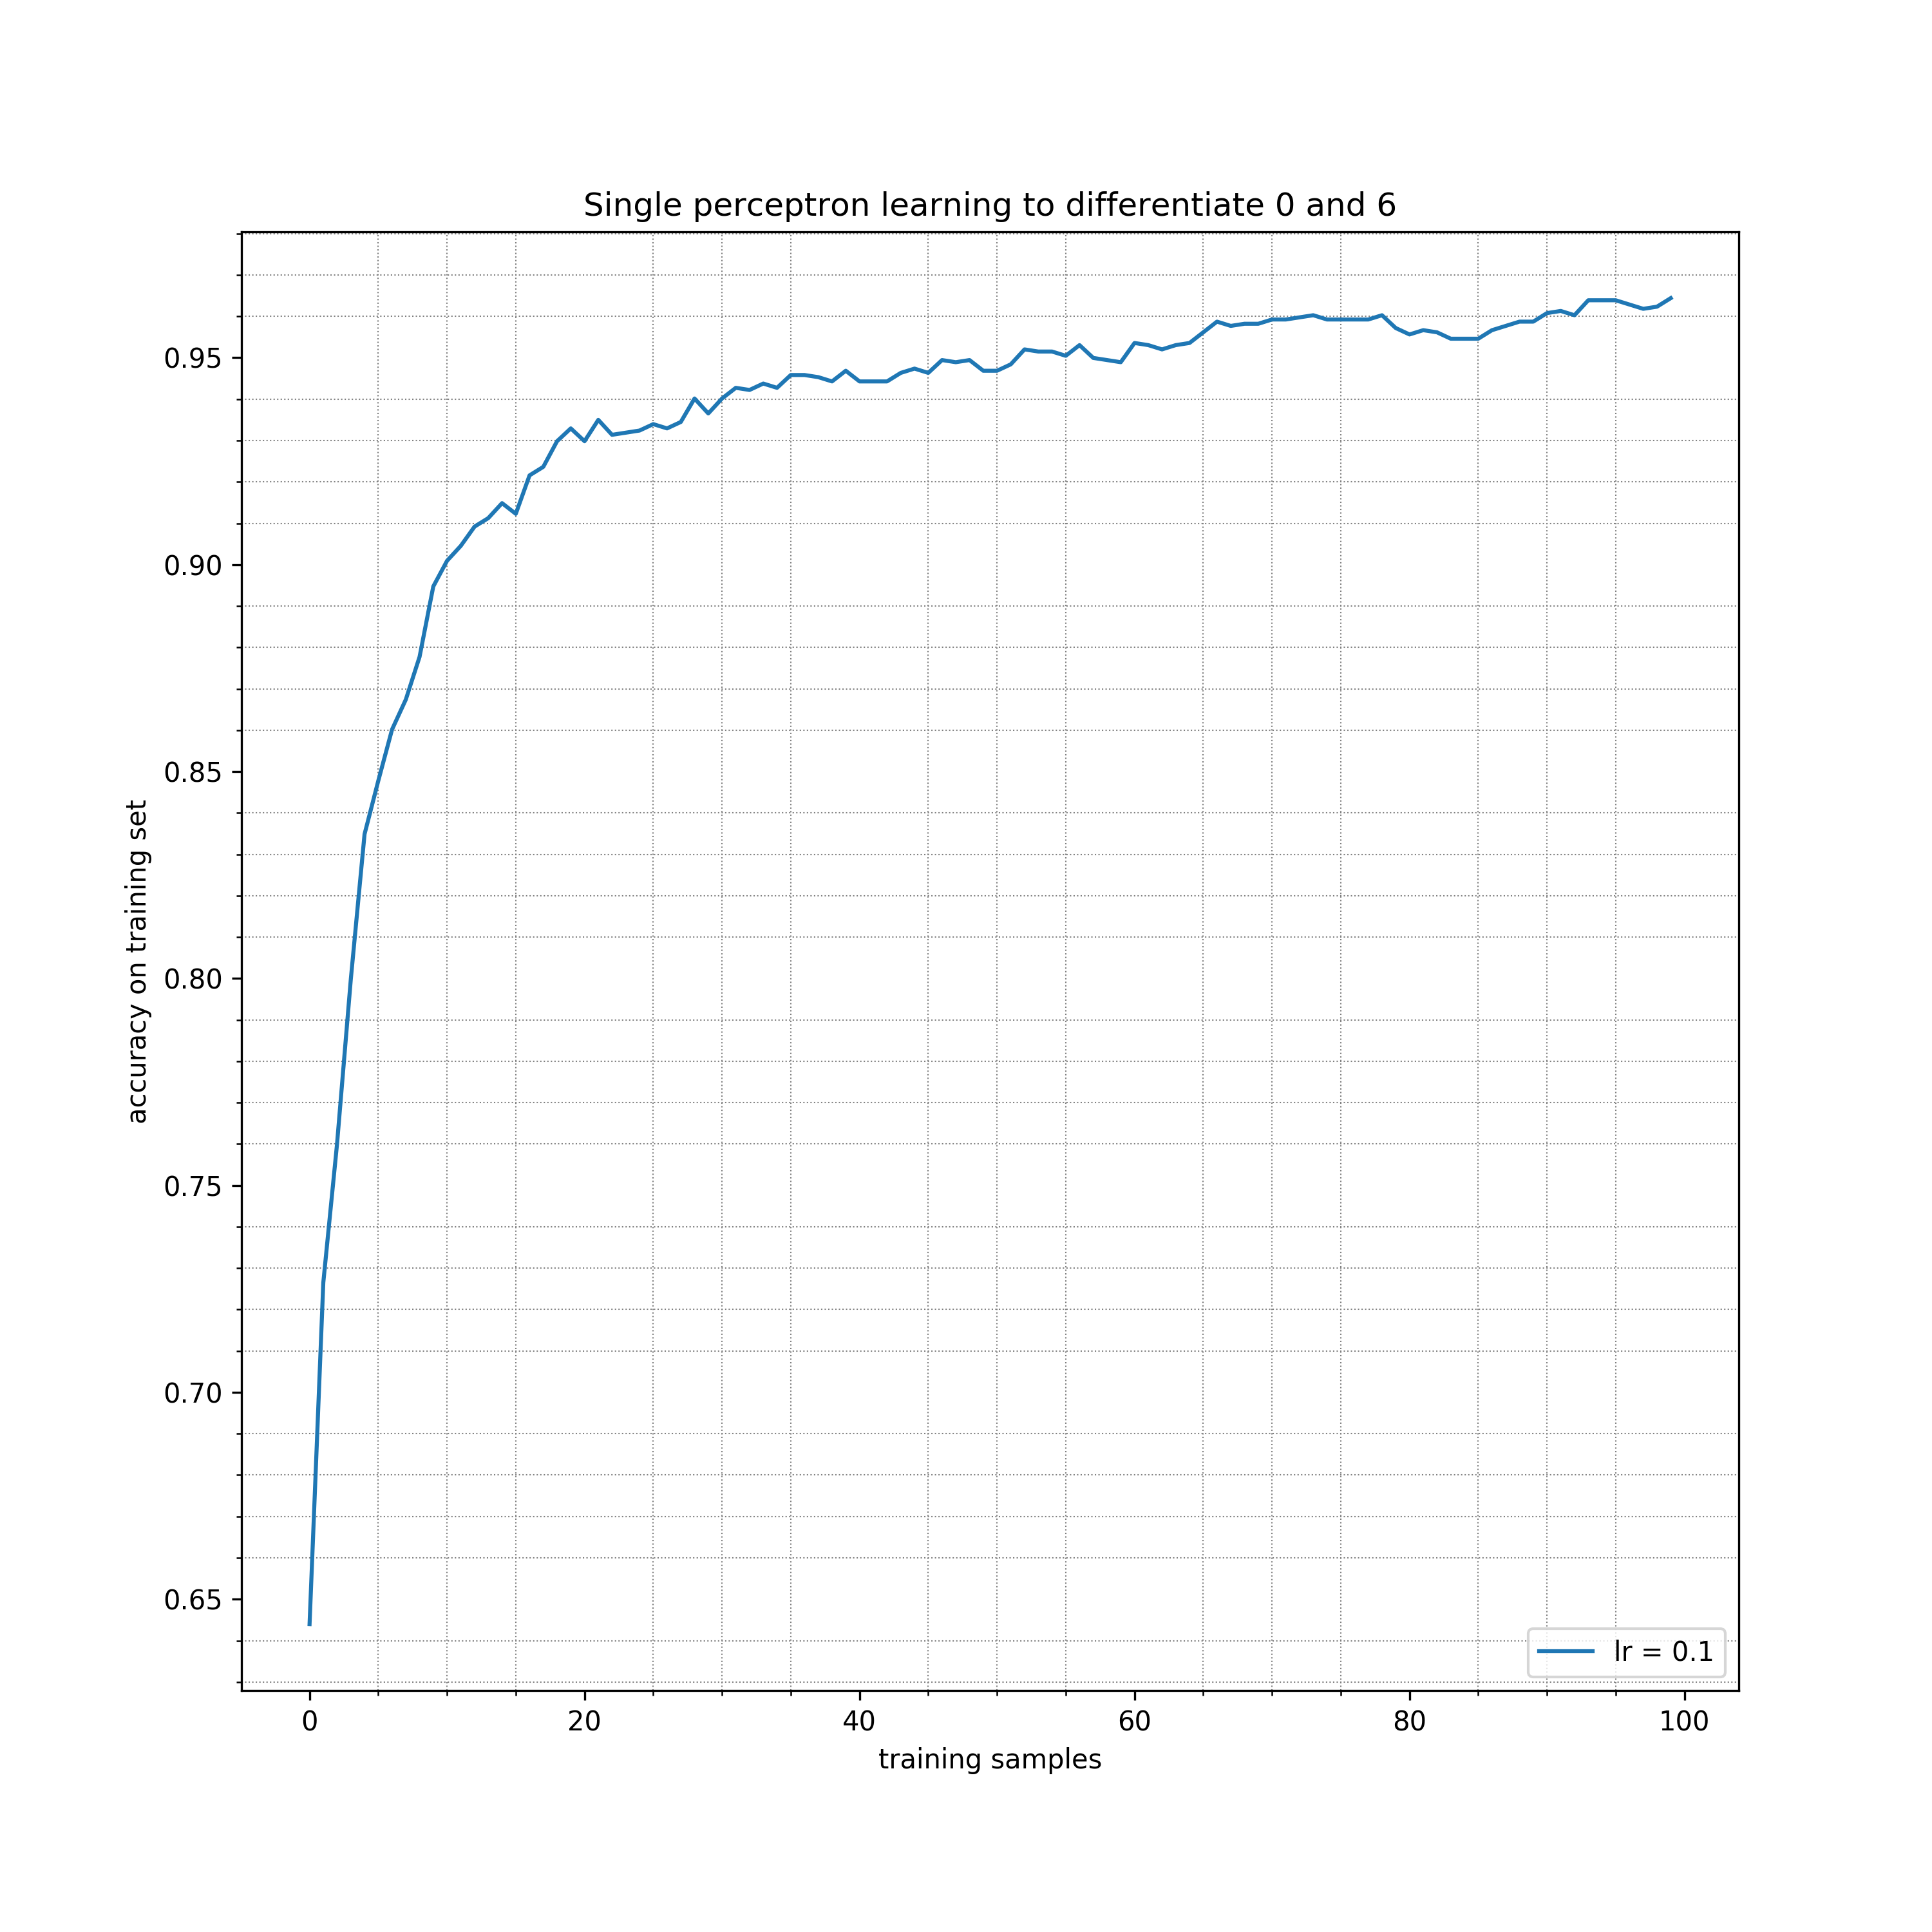 Single perceptron learning to differentiate 0 and 6
0.95
0.90
0.85
0.80
0.75
0.70
0.65
accuracy on training set
lr = 0.1
0 20 40 60 80 100
training samples